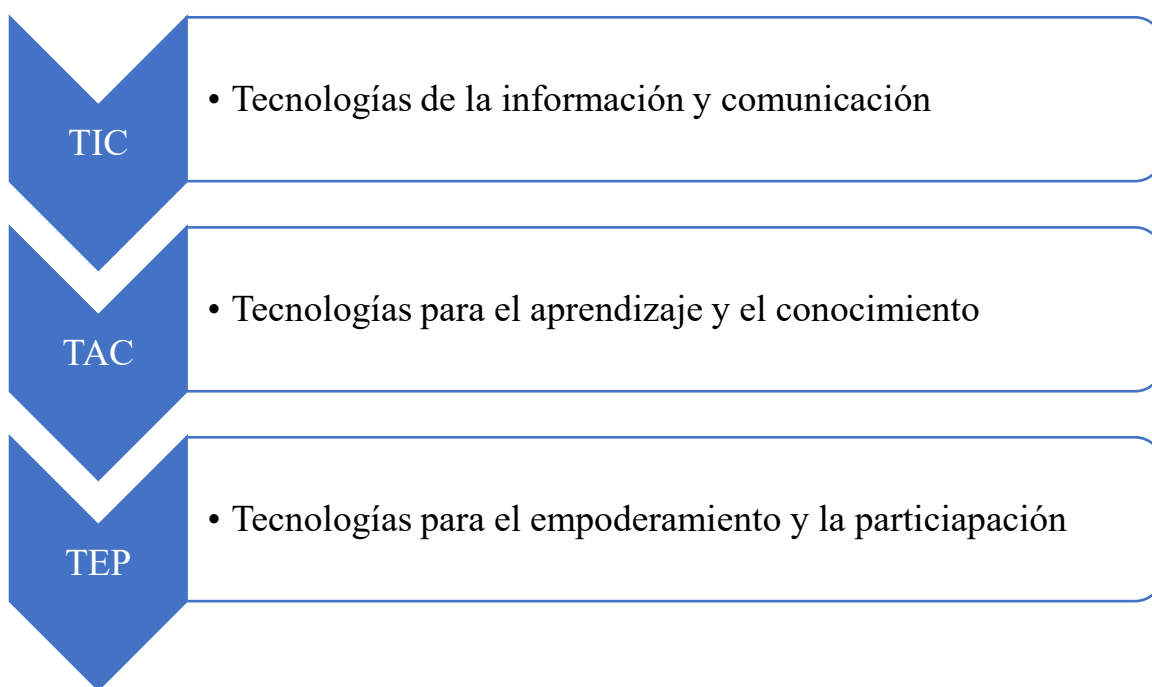 TIC
• Tecnologías de la información y comunicación
TAC
• Tecnologías para el aprendizaje y el conocimiento
TEP
• Tecnologías para el empoderamiento y la particiapación